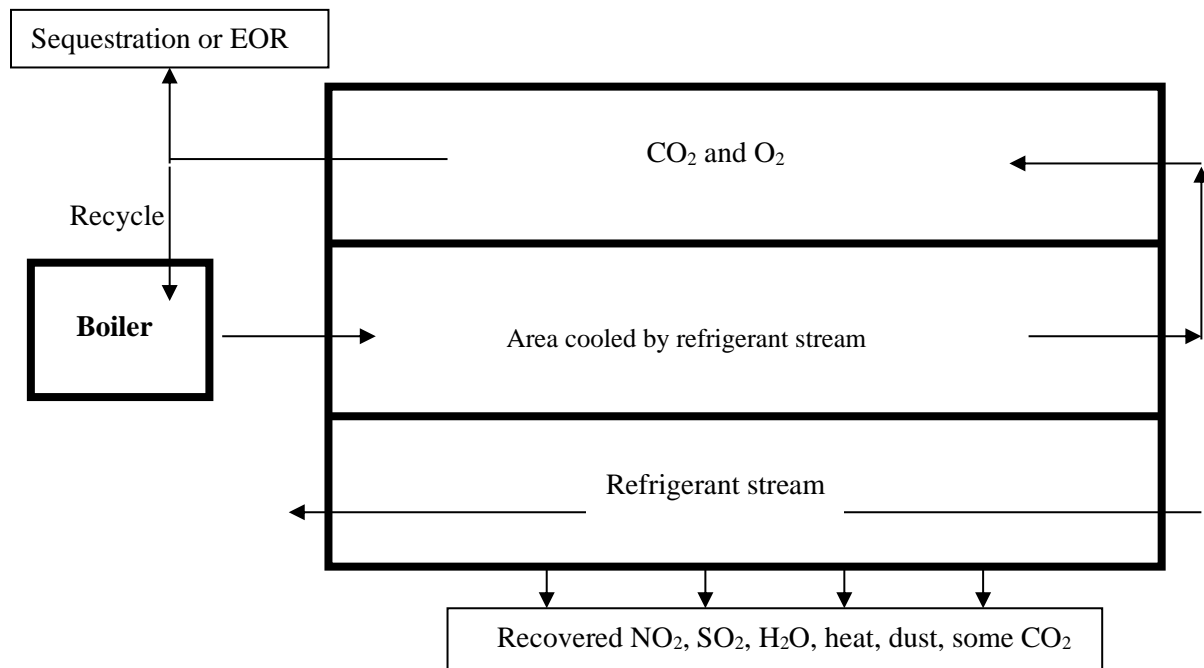 Sequestration or EOR
CO₂ and O₂
Recycle
Boiler
Area cooled by refrigerant stream
Refrigerant stream
Recovered NO₂, SO₂, H₂O, heat, dust, some CO₂